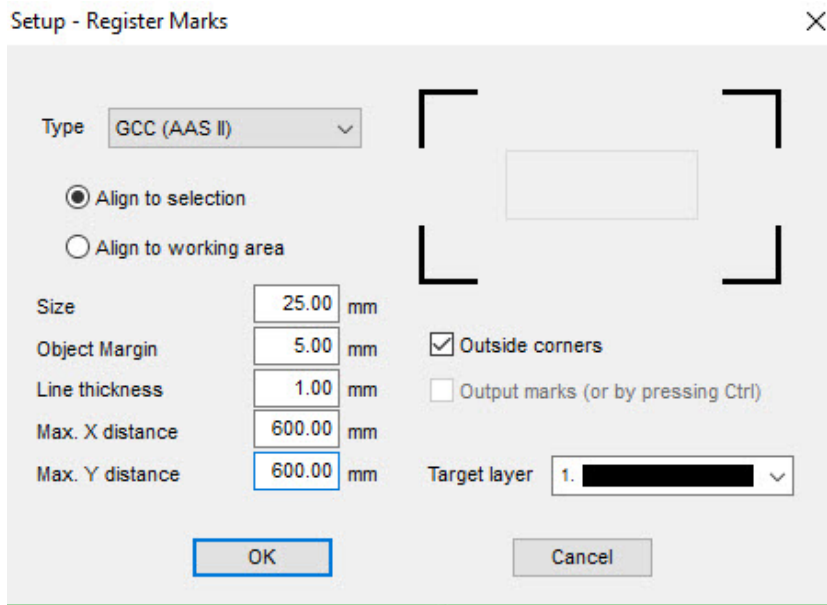 Setup - Register Marks
Type GCC (AAS II)
Align to selection
Align to working area
Size 25.00 mm
Object Margin 5.00 mm
Line thickness 1.00 mm
Max. X distance 600.00 mm
Max. Y distance 600.00 mm
Outside corners
Output marks (or by pressing Ctrl)
Target layer 1.
OK
Cancel